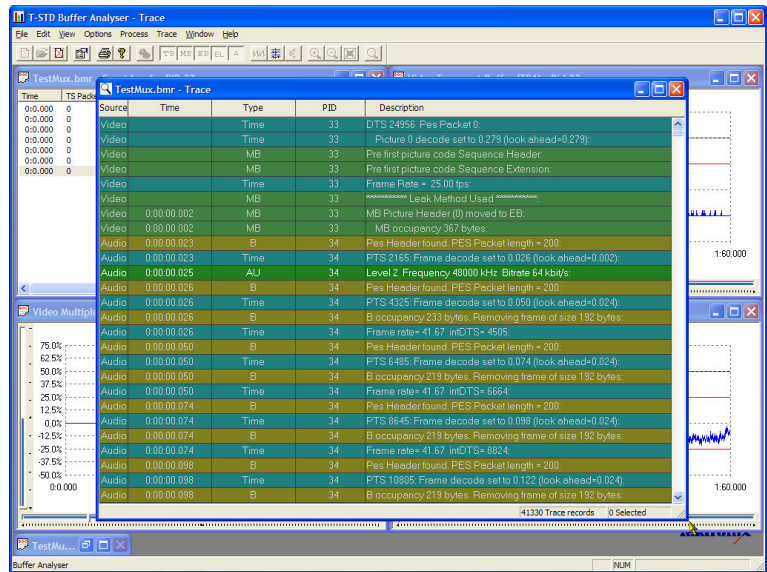 T-STD Buffer Analyser - Trace
File Edit View Options Process Trace Window Help
TB MB EB EL A
TestMux.bmr
Time TS Packe
0:0.000 0
0:0.000 0
0:0.000 0
0:0.000 0
0:0.000 0
0:0.000 0
TestMux.bmr - Trace
Source Time Type PID Description
Video Time 33 DTS 24956 Pes Packet 0:
Video Time 33 Picture 0 decode set to 0.279 (look ahead=0.279):
Video MB 33 Pre first picture code Sequence Header:
Video MB 33 Pre first picture code Sequence Extension:
Video Time 33 Frame Rate = 25.00 fps:
Video MB 33 *********** Leak Method Used ***********:
Video 0:00:00.002 MB 33 MB Picture Header (0) moved to EB:
Video 0:00:00.002 MB 33 MB occupancy 367 bytes:
Audio 0:00:00.023 B 34 Pes Header found. PES Packet length = 200:
Audio 0:00:00.023 Time 34 PTS 2165: Frame decode set to 0.026 (look ahead=0.002):
Audio 0:00:00.025 AU 34 Level 2 Frequency 48000 kHz Bitrate 64 kbit/s:
Audio 0:00:00.026 B 34 Pes Header found. PES Packet length = 200:
Audio 0:00:00.026 Time 34 PTS 4325: Frame decode set to 0.050 (look ahead=0.024):
Audio 0:00:00.026 B 34 B occupancy 233 bytes. Removing frame of size 192 bytes:
Audio 0:00:00.026 Time 34 Frame rate= 41.67 intDTS= 4505:
Audio 0:00:00.050 B 34 Pes Header found. PES Packet length = 200:
Audio 0:00:00.050 Time 34 PTS 6485: Frame decode set to 0.074 (look ahead=0.024):
Audio 0:00:00.050 B 34 B occupancy 219 bytes. Removing frame of size 192 bytes:
Audio 0:00:00.050 Time 34 Frame rate= 41.67 intDTS= 6664:
Audio 0:00:00.074 B 34 Pes Header found. PES Packet length = 200:
Audio 0:00:00.074 Time 34 PTS 8645: Frame decode set to 0.098 (look ahead=0.024):
Audio 0:00:00.074 B 34 B occupancy 219 bytes. Removing frame of size 192 bytes:
Audio 0:00:00.074 Time 34 Frame rate= 41.67 intDTS= 8824:
Audio 0:00:00.098 B 34 Pes Header found. PES Packet length = 200:
Audio 0:00:00.098 Time 34 PTS 10805: Frame decode set to 0.122 (look ahead=0.024):
Audio 0:00:00.098 B 34 B occupancy 219 bytes. Removing frame of size 192 bytes:
41330 Trace records 0 Selected
1:60.000
Video Multiple
75.0%
62.5%
50.0%
37.5%
25.0%
12.5%
0.0%
-12.5%
-25.0%
-37.5%
-50.0%
0:0.000
1:60.000
TestMu...
Buffer Analyser
NUM